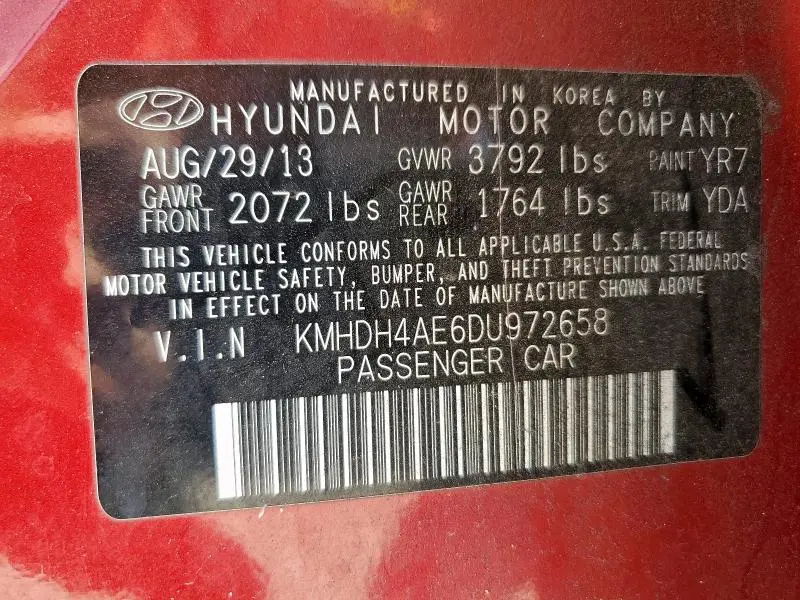 MANUFACTURED IN KOREA BY
HYUNDAI MOTOR COMPANY
AUG/29/13 GVWR 3792 lbs PAINT YR7
GAWR FRONT 2072 lbs GAWR REAR 1764 lbs TRIM YDA
THIS VEHICLE CONFORMS TO ALL APPLICABLE U.S.A. FEDERAL
MOTOR VEHICLE SAFETY, BUMPER, AND THEFT PREVENTION STANDARDS
IN EFFECT ON THE DATE OF MANUFACTURE SHOWN ABOVE
V.I.N KMHDH4AE6DU972658
PASSENGER CAR